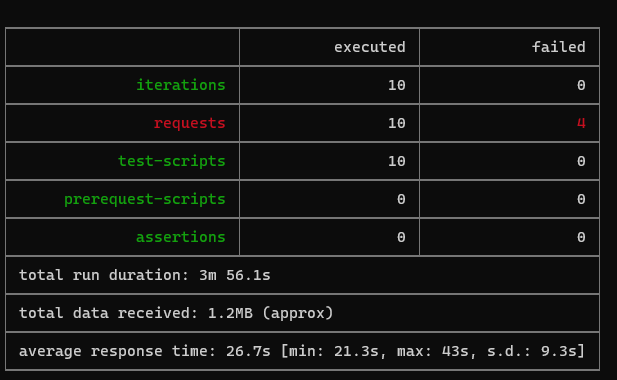 executed failed
iterations 10 0
requests 10 4
test-scripts 10 0
prerequest-scripts 0 0
assertions 0 0
total run duration: 3m 56.1s
total data received: 1.2MB (approx)
average response time: 26.7s [min: 21.3s, max: 43s, s.d.: 9.3s]